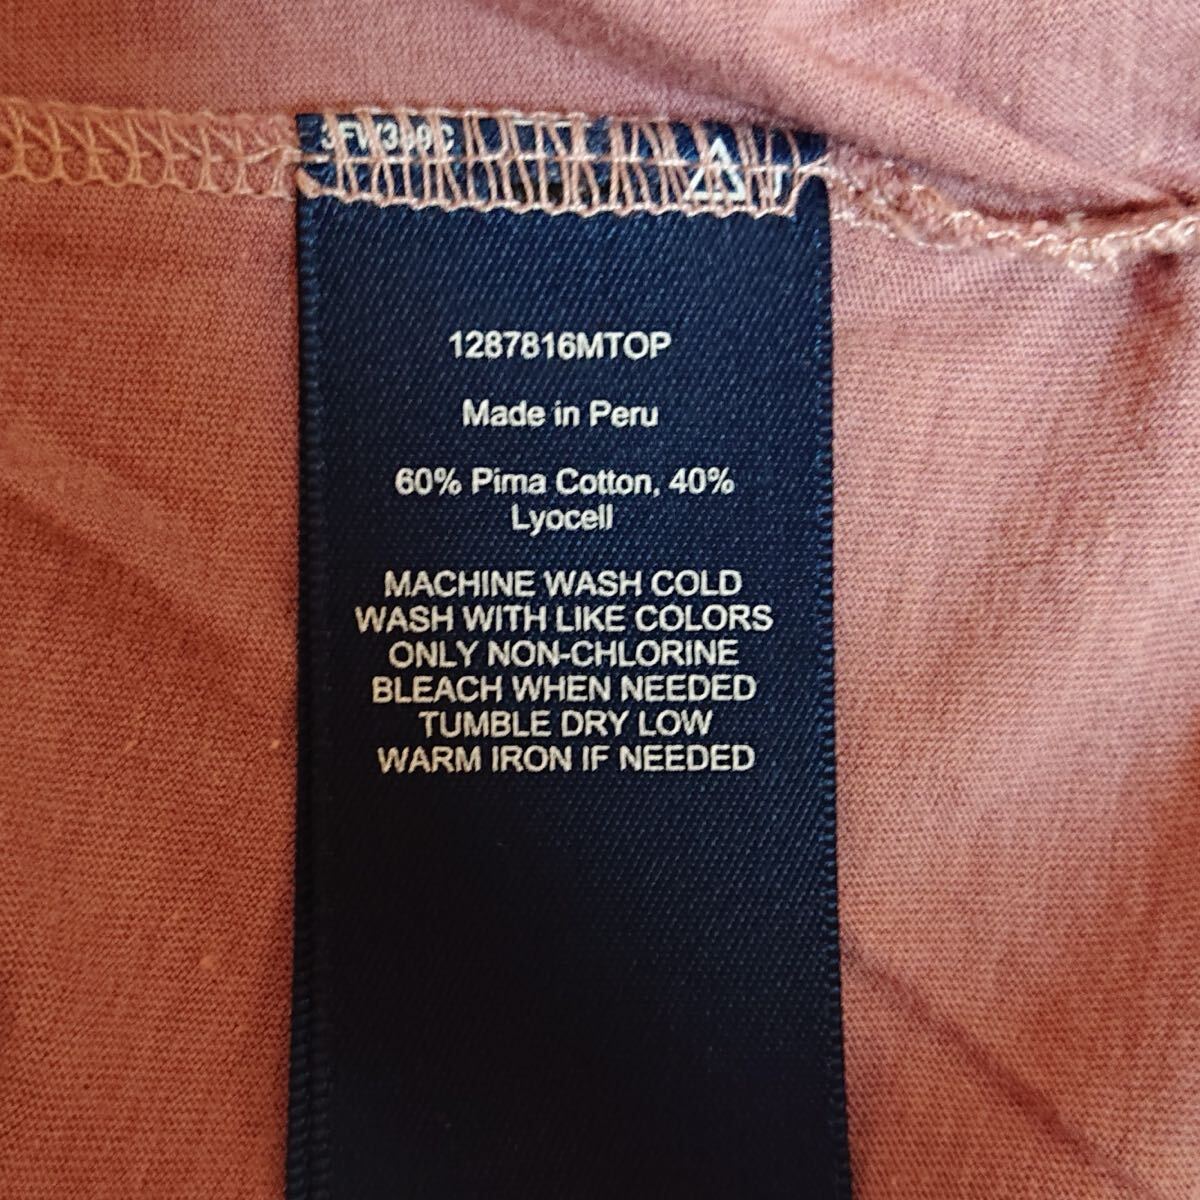 1287816MTOP
Made in Peru
60% Pima Cotton, 40%
Lyocell
MACHINE WASH COLD
WASH WITH LIKE COLORS
ONLY NON-CHLORINE
BLEACH WHEN NEEDED
TUMBLE DRY LOW
WARM IRON IF NEEDED